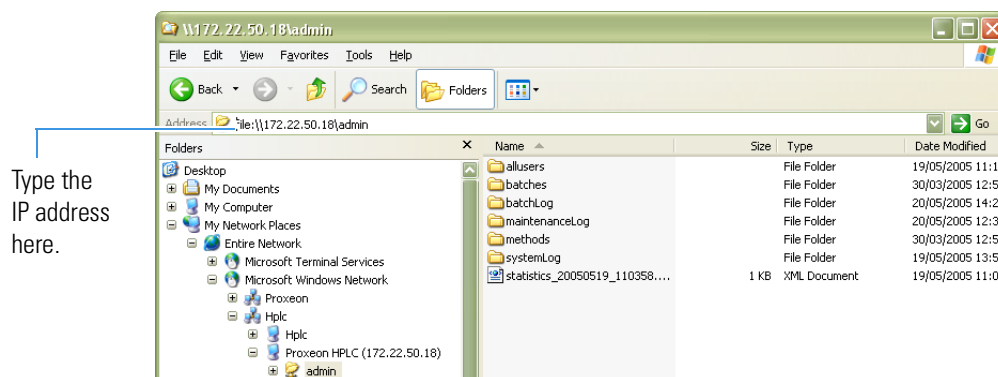 \\172.22.50.18\admin
File Edit View Favorites Tools Help
Back Search Folders
Address file:\\172.22.50.18\admin Go
Type the
IP address
here.
Folders
Desktop
My Documents
My Computer
My Network Places
Entire Network
Microsoft Terminal Services
Microsoft Windows Network
Proxeon
Hplc
Hplc
Proxeon HPLC (172.22.50.18)
admin
Name Size Type Date Modified
allusers File Folder 19/05/2005 11:1
batches File Folder 30/03/2005 12:5
batchLog File Folder 20/05/2005 14:2
maintenanceLog File Folder 20/05/2005 12:3
methods File Folder 30/03/2005 12:5
systemLog File Folder 19/05/2005 13:5
statistics_20050519_110358.... 1 KB XML Document 19/05/2005 11:0